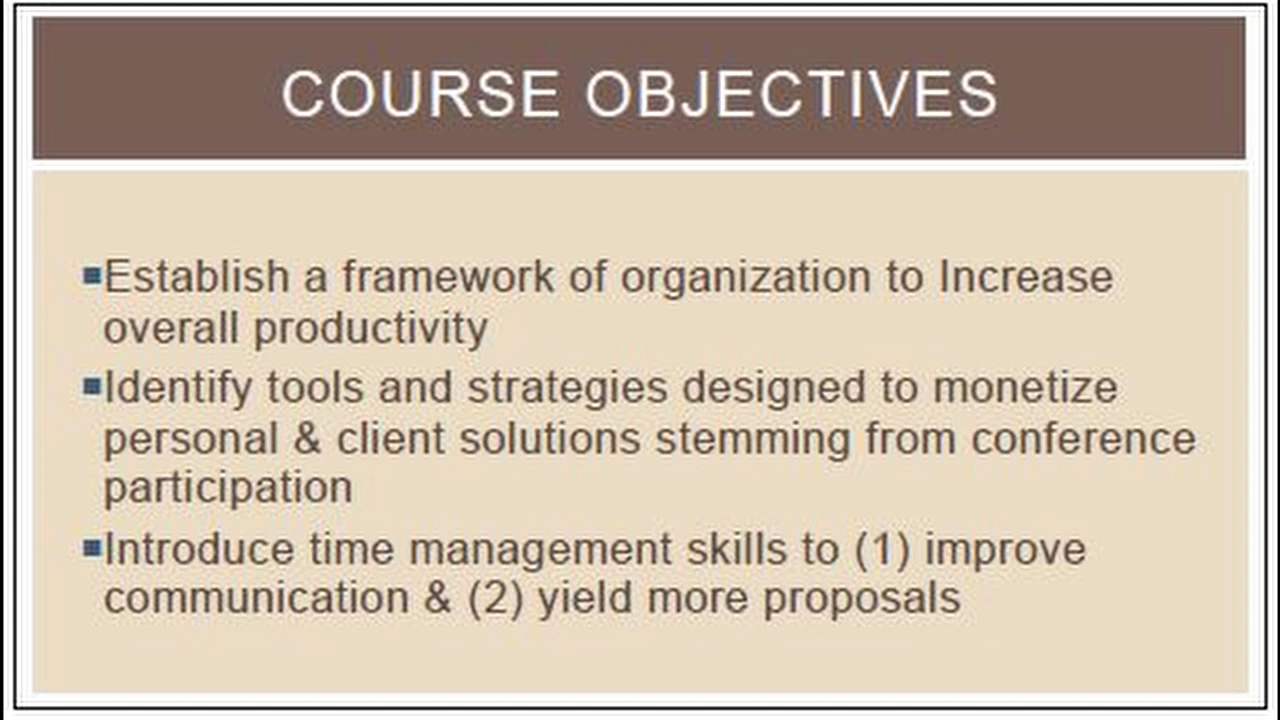 COURSE OBJECTIVES
■Establish a framework of organization to Increase
overall productivity
■Identify tools and strategies designed to monetize
personal & client solutions stemming from conference
participation
■Introduce time management skills to (1) improve
communication & (2) yield more proposals